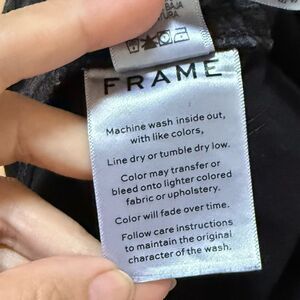 BAJA
TURA
FRAME
Machine wash inside out,
with like colors,
Line dry or tumble dry low.
Color may transfer or
bleed onto lighter colored
fabric or upholstery.
Color will fade over time.
Follow care instructions
to maintain the original
character of the wash.